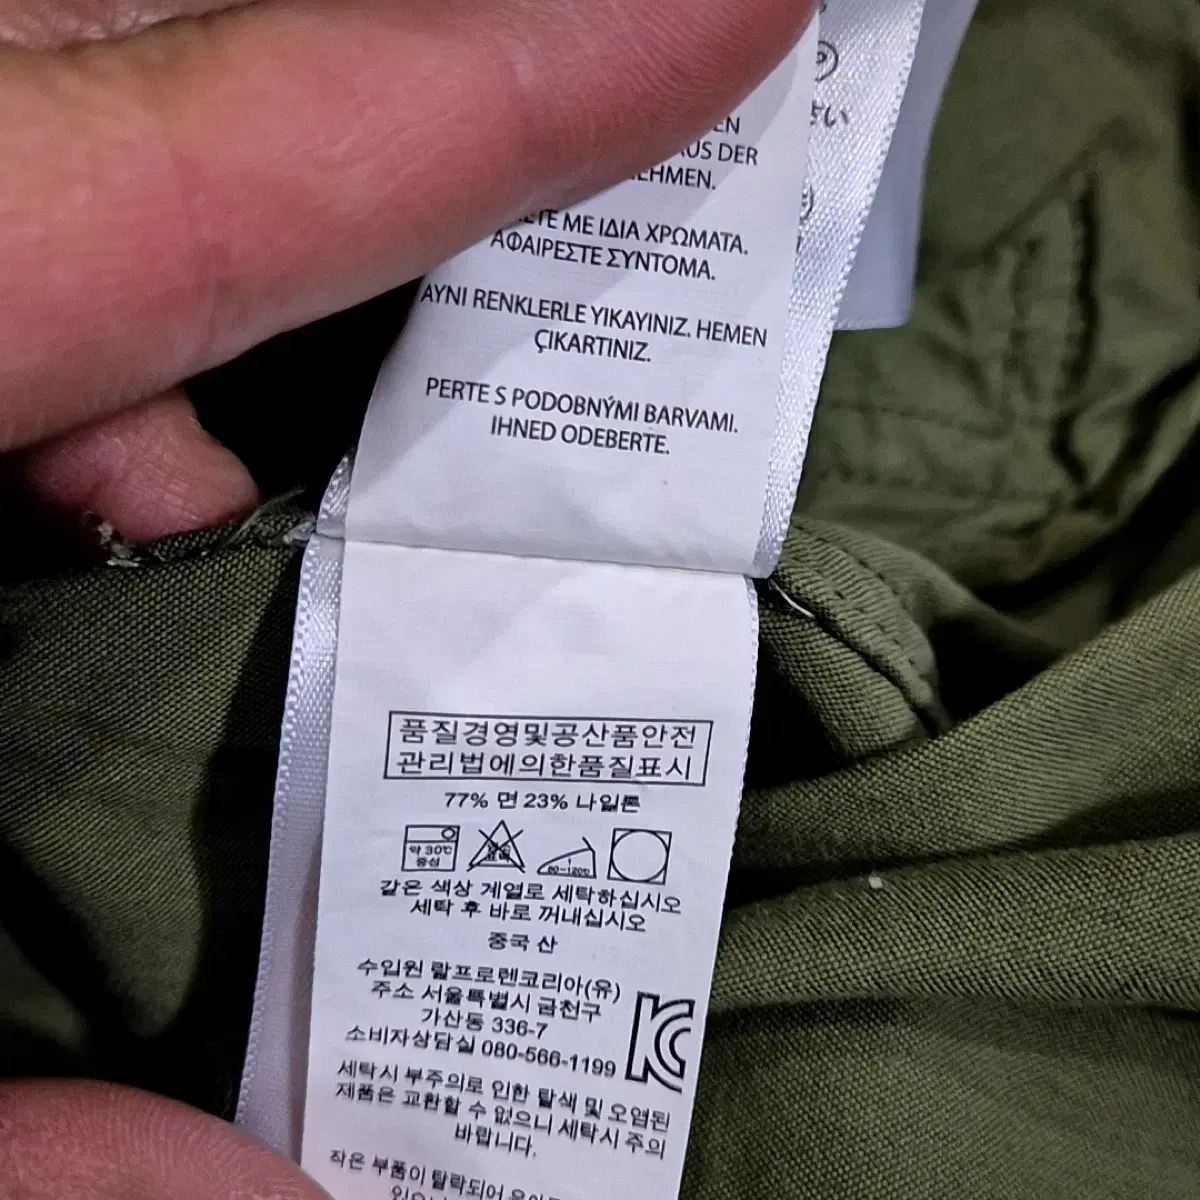 AUS DER
ΜΕ ΙΔΙΑ ΧΡΩΜΑΤΑ.
ΑΦΑΙΡΕΣΤΕ ΣΥΝΤΟΜΑ.
AYNI RENKLERLE YIKAYINIZ. HEMEN
ÇIKARTINIZ.
PERTE S PODOBNÝMI BARVAMI.
IHNED ODEBERTE.
품질경영및공산품안전
관리법에의한품질표시
77% 면 23% 나일론
약 30℃
중성
80~120℃
같은 색상 계열로 세탁하십시오
세탁 후 바로 꺼내십시오
중국 산
수입원 랄프로렌코리아(유)
주소 서울특별시 금천구
가산동 336-7
소비자상담실 080-566-1199
KC
세탁시 부주의로 인한 탈색 및 오염된
제품은 교환할 수 없으니 세탁시 주의
바랍니다.
작은 부품이 탈락되어